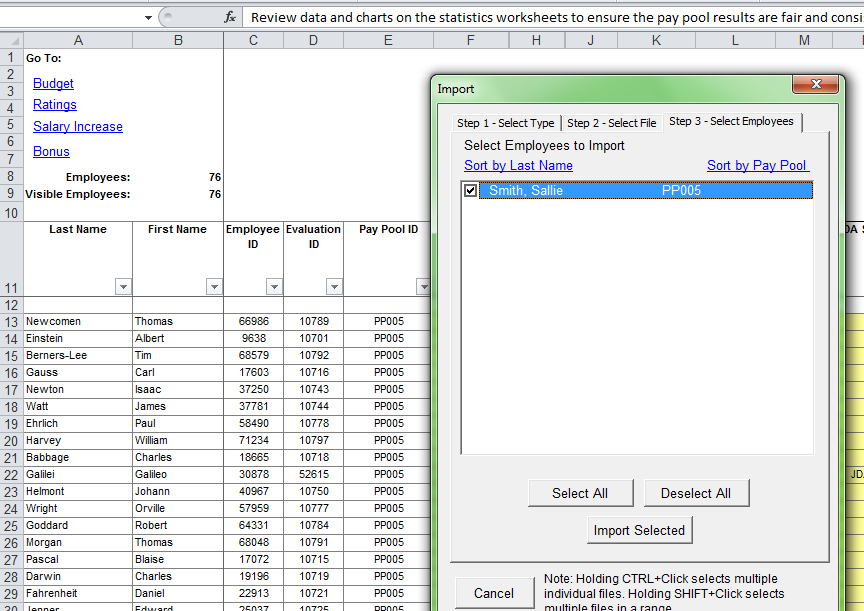 fx Review data and charts on the statistics worksheets to ensure the pay pool results are fair and consi
A B C D E F H J K L M
1 Go To:
2 Budget
3
4 Ratings
5 Salary Increase
6
7 Bonus
8 Employees: 76
9 Visible Employees: 76
10
11 Last Name First Name Employee ID Evaluation ID Pay Pool ID
12
13 Newcomen Thomas 66986 10789 PP005
14 Einstein Albert 9638 10701 PP005
15 Berners-Lee Tim 68579 10792 PP005
16 Gauss Carl 17603 10716 PP005
17 Newton Isaac 37250 10743 PP005
18 Watt James 37781 10744 PP005
19 Ehrlich Paul 58490 10778 PP005
20 Harvey William 71234 10797 PP005
21 Babbage Charles 18665 10718 PP005
22 Galilei Galileo 30878 52615 PP005
23 Helmont Johann 40967 10750 PP005
24 Wright Orville 57959 10777 PP005
25 Goddard Robert 64331 10784 PP005
26 Morgan Thomas 68048 10791 PP005
27 Pascal Blaise 17072 10715 PP005
28 Darwin Charles 19196 10719 PP005
29 Fahrenheit Daniel 22913 10721 PP005
30 Jenner Edward 25037 10725 PP005
Import
Step 1 - Select Type Step 2 - Select File Step 3 - Select Employees
Select Employees to Import
Sort by Last Name Sort by Pay Pool
Smith, Sallie PP005
Select All Deselect All
Import Selected
Cancel
Note: Holding CTRL+Click selects multiple
individual files. Holding SHIFT+Click selects
multiple files in a range.